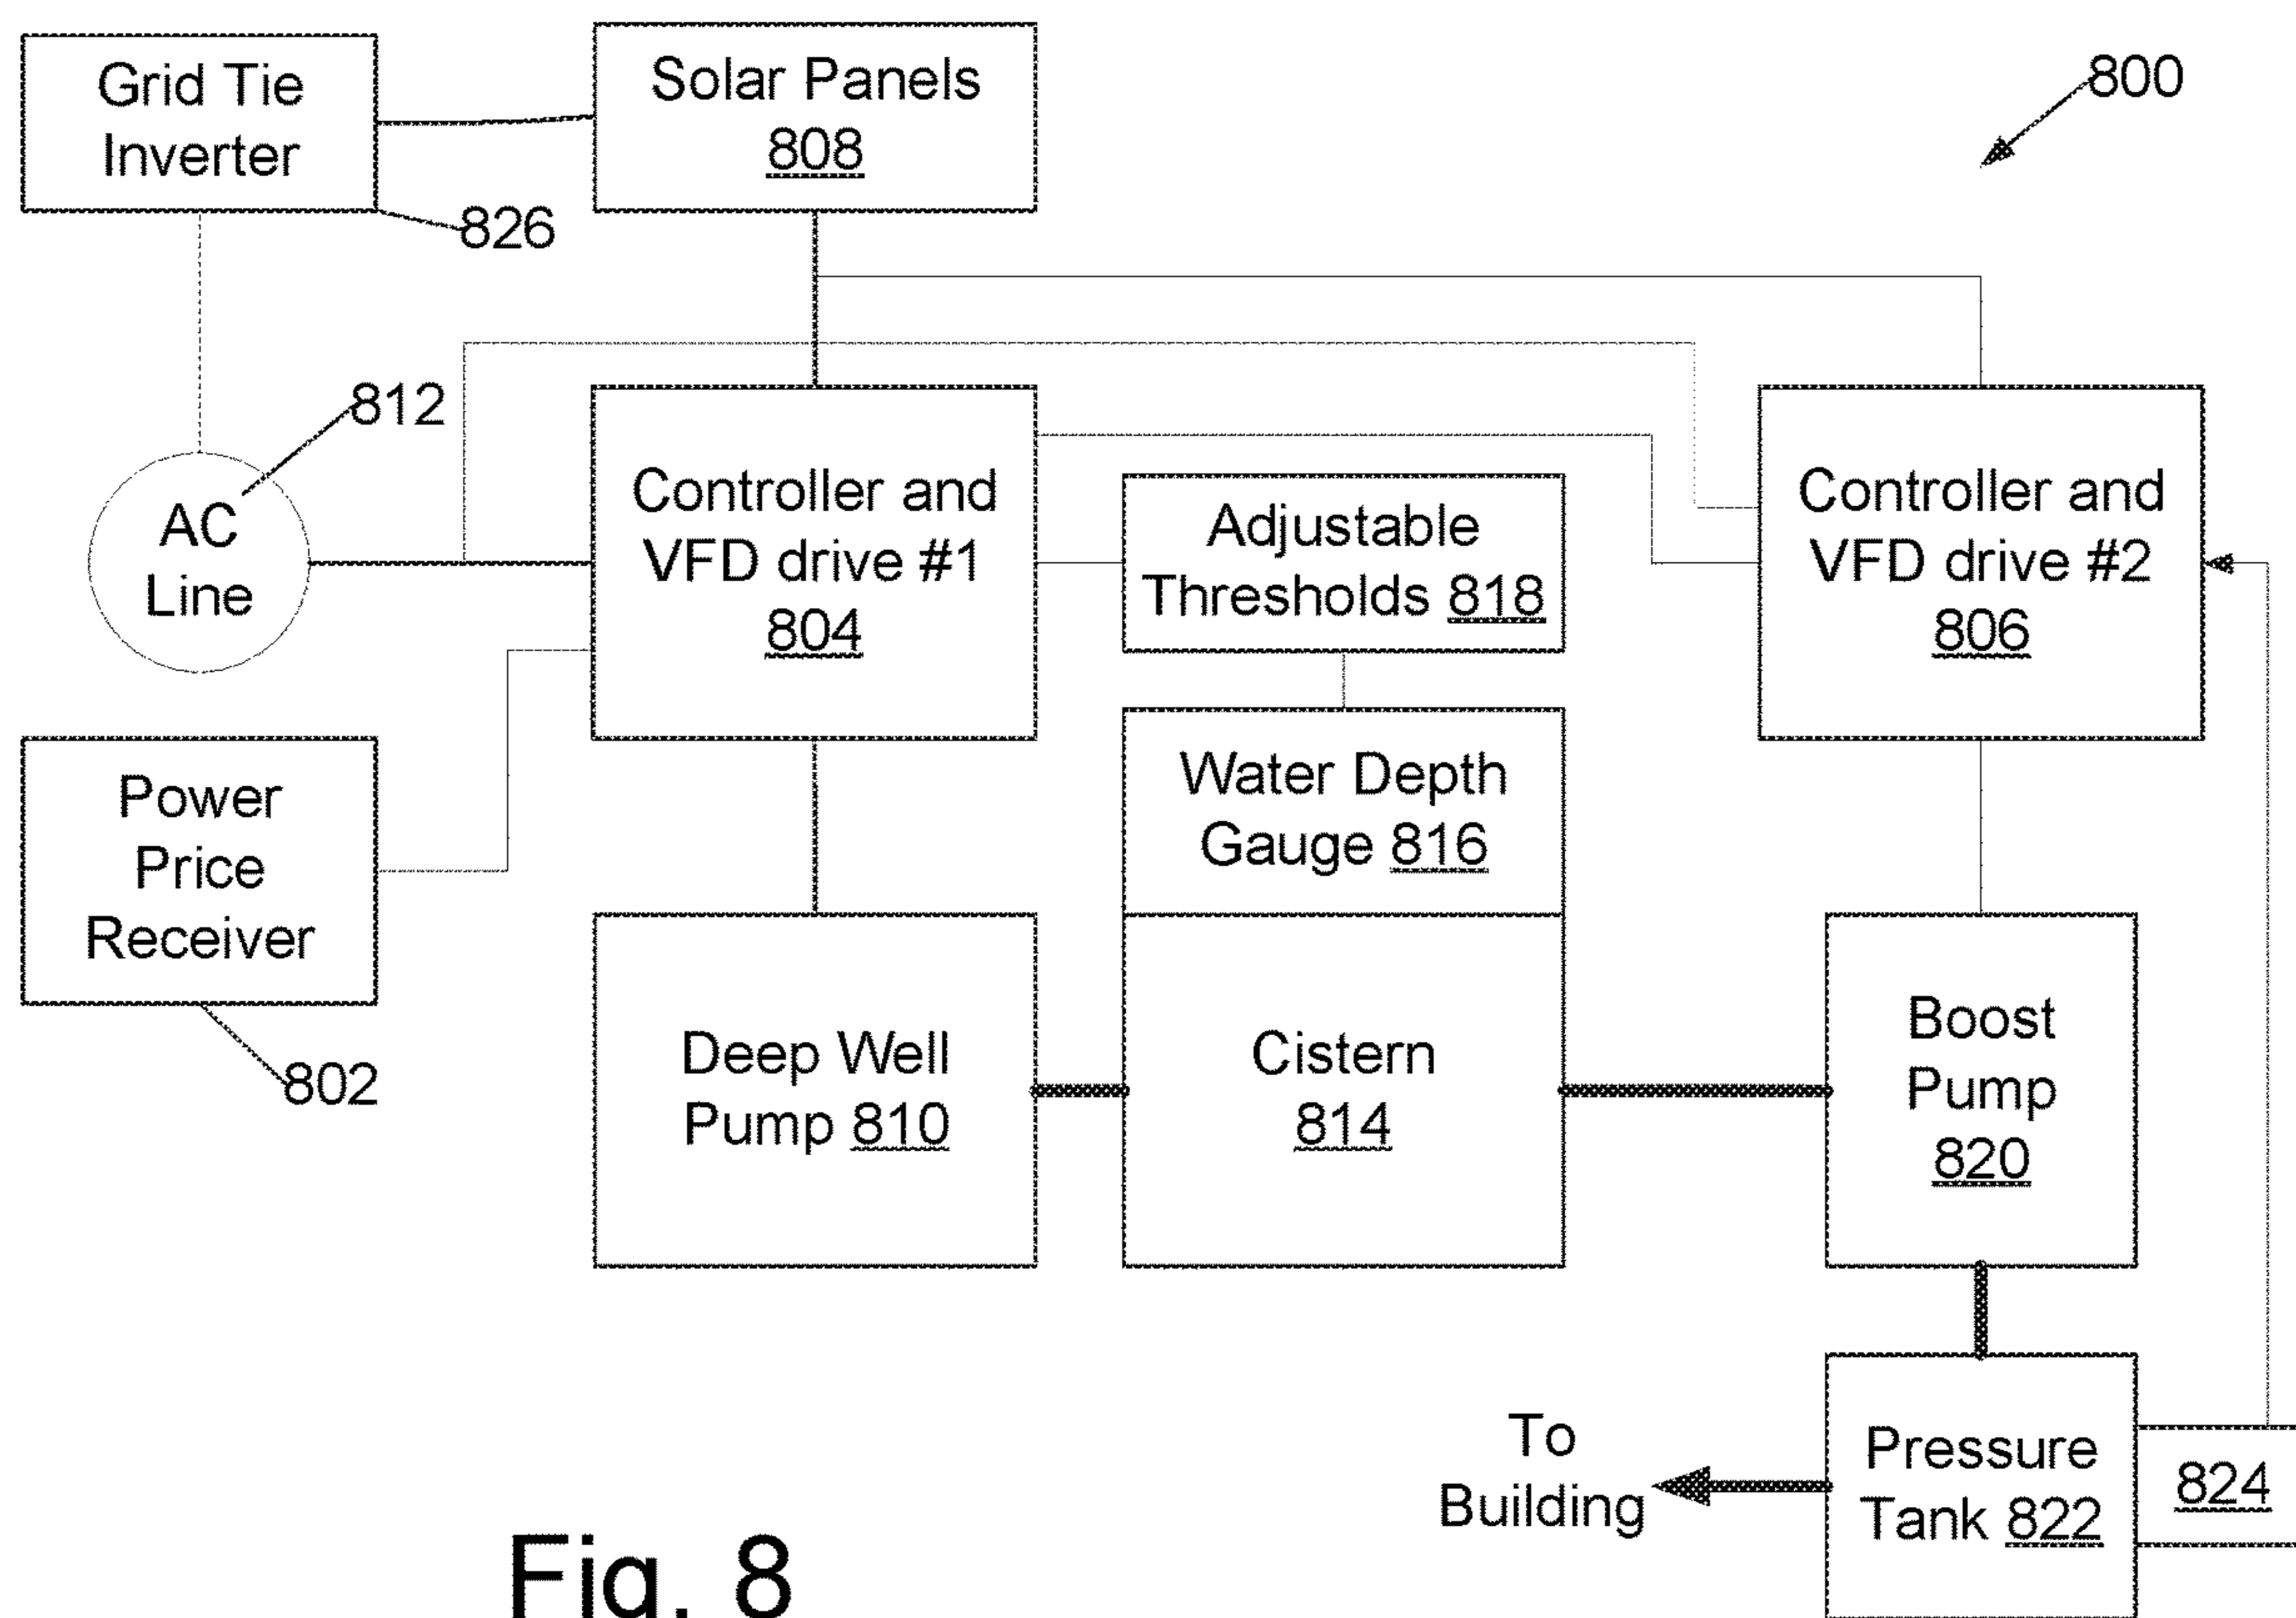 Grid Tie
Inverter
826
Solar Panels
808
800
812
AC
Line
Controller and
VFD drive #1
804
Adjustable
Thresholds 818
Controller and
VFD drive #2
806
Power
Price
Receiver
802
Water Depth
Gauge 816
Deep Well
Pump 810
Cistern
814
Boost
Pump
820
To
Building
Pressure
Tank 822
824
Fig. 8